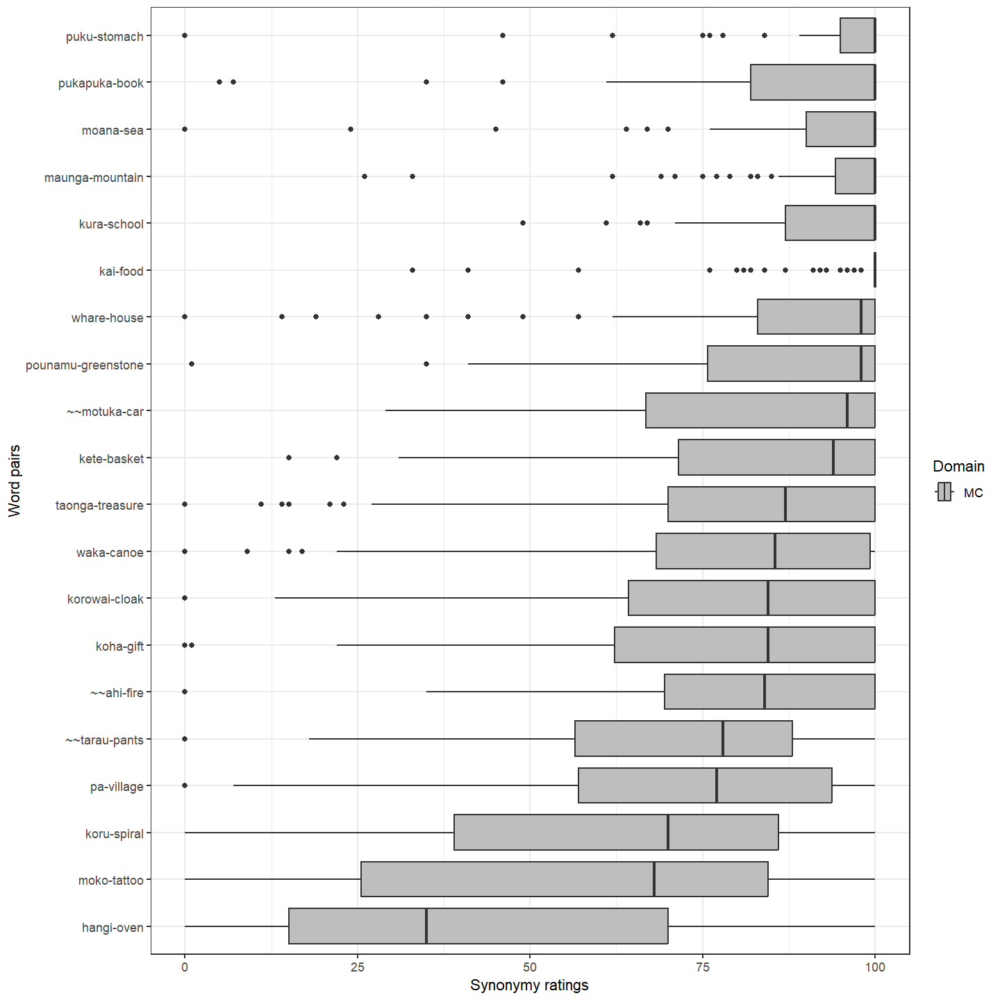 puku-stomach
pukapuka-book
moana-sea
maunga-mountain
kura-school
kai-food
whare-house
pounamu-greenstone
~~motuka-car
kete-basket
taonga-treasure
waka-canoe
korowai-cloak
koha-gift
~~ahi-fire
~~tarau-pants
pa-village
koru-spiral
moko-tattoo
hangi-oven
Word pairs
0 25 50 75 100
Synonymy ratings
Domain
MC